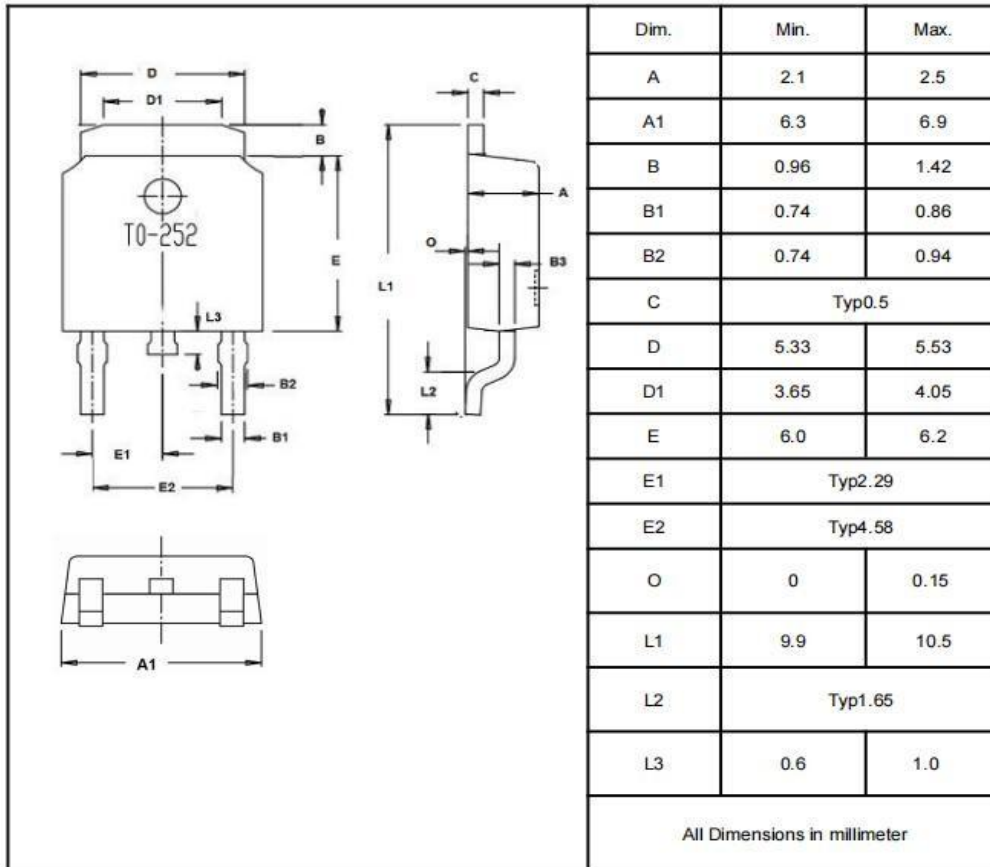 D
D1
B
TO-252
E
L3
B2
B1
E1
E2
A1
C
A
O
B3
L1
L2
Dim. Min. Max.
A 2.1 2.5
A1 6.3 6.9
B 0.96 1.42
B1 0.74 0.86
B2 0.74 0.94
C Typ0.5
D 5.33 5.53
D1 3.65 4.05
E 6.0 6.2
E1 Typ2.29
E2 Typ4.58
O 0 0.15
L1 9.9 10.5
L2 Typ1.65
L3 0.6 1.0
All Dimensions in millimeter